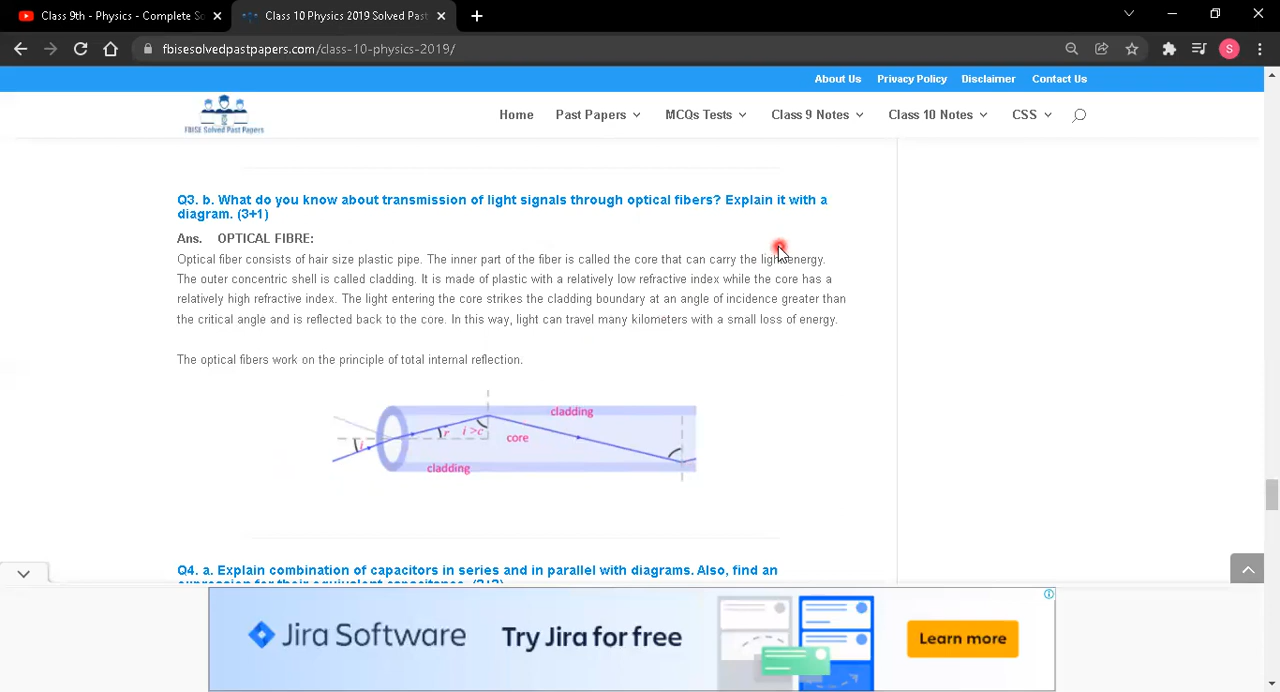 Class 9th - Physics - Complete So
Class 10 Physics 2019 Solved Past
fbisesolvedpastpapers.com/class-10-physics-2019/
S
About Us Privacy Policy Disclaimer Contact Us
FBISE Solved Past Papers
Home Past Papers MCQs Tests Class 9 Notes Class 10 Notes CSS
Q3. b. What do you know about transmission of light signals through optical fibers? Explain it with a
diagram. (3+1)
Ans. OPTICAL FIBRE:
Optical fiber consists of hair size plastic pipe. The inner part of the fiber is called the core that can carry the light energy.
The outer concentric shell is called cladding. It is made of plastic with a relatively low refractive index while the core has a
relatively high refractive index. The light entering the core strikes the cladding boundary at an angle of incidence greater than
the critical angle and is reflected back to the core. In this way, light can travel many kilometers with a small loss of energy.
The optical fibers work on the principle of total internal reflection.
cladding
i r i >c core
cladding
Q4. a. Explain combination of capacitors in series and in parallel with diagrams. Also, find an
expression for their equivalent capacitance.
Jira Software Try Jira for free Learn more